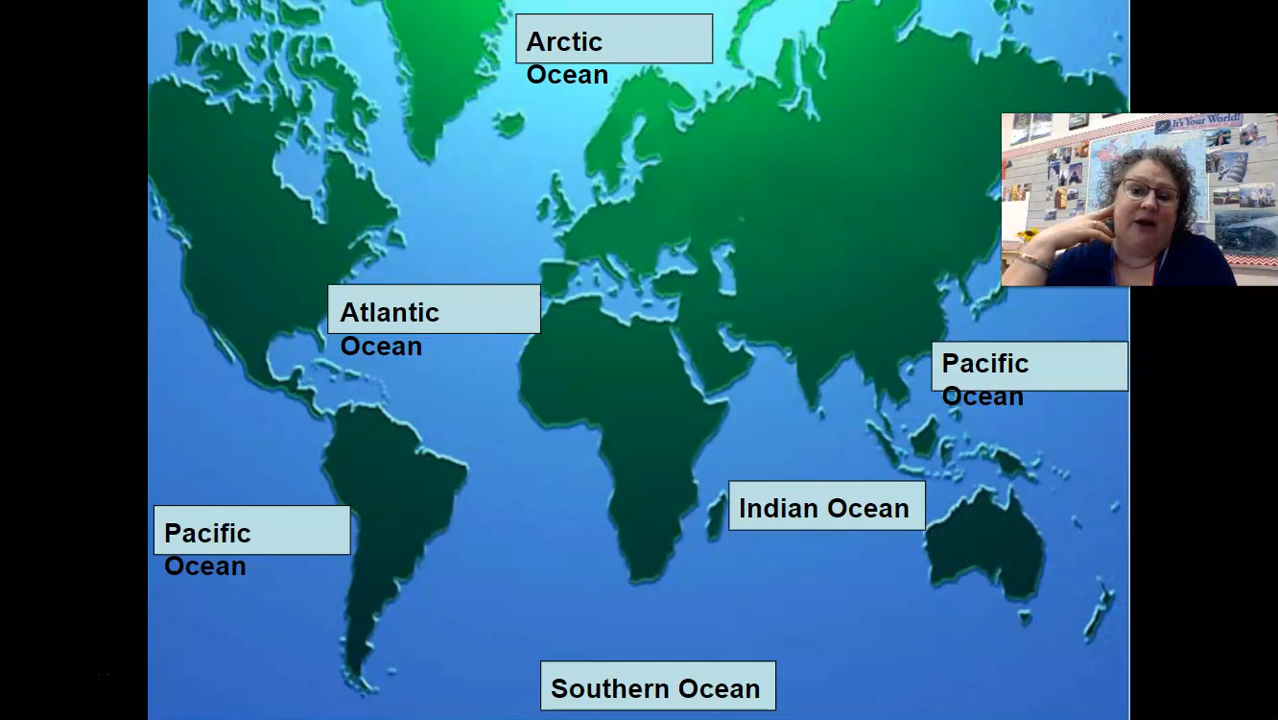 Arctic
Ocean
It's Your World!
Atlantic
Ocean
Pacific
Ocean
Indian Ocean
Pacific
Ocean
Southern Ocean